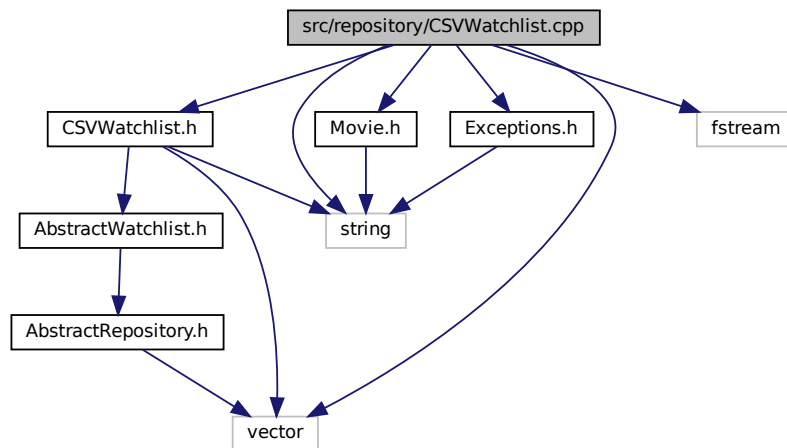 src/repository/CSVWatchlist.cpp
CSVWatchlist.h
Movie.h
Exceptions.h
fstream
AbstractWatchlist.h
string
AbstractRepository.h
vector